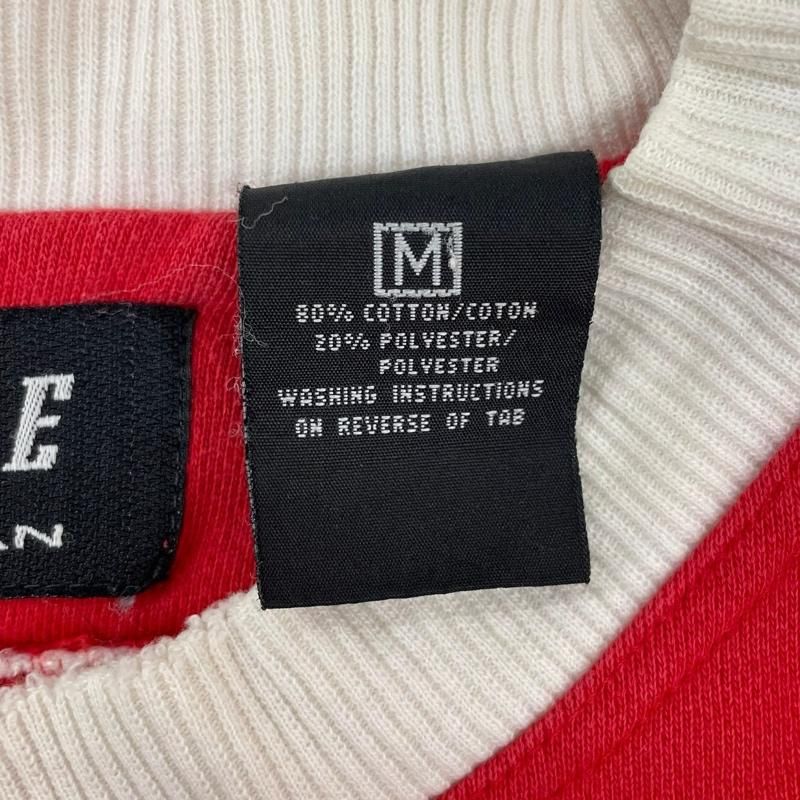 M
80% COTTON/COTON
20% POLYESTER/
POLYESTER
WASHING INSTRUCTIONS
ON REVERSE OF TAB
E